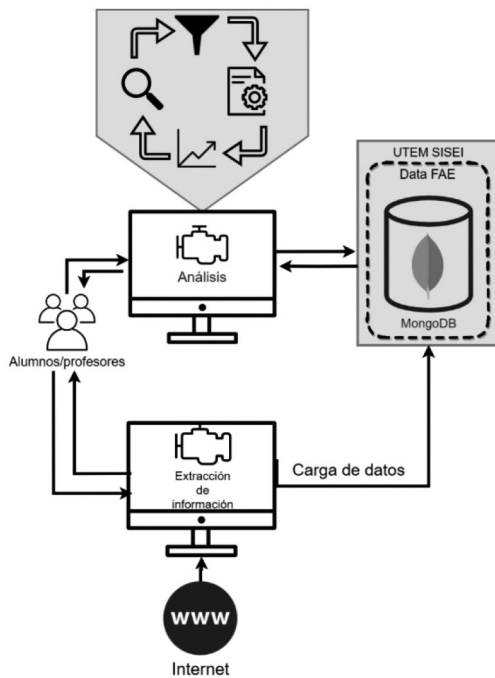 UTEM SISEI
Data FAE
MongoDB
Análisis
Alumnos/profesores
Extracción
de
información
Carga de datos
www
Internet